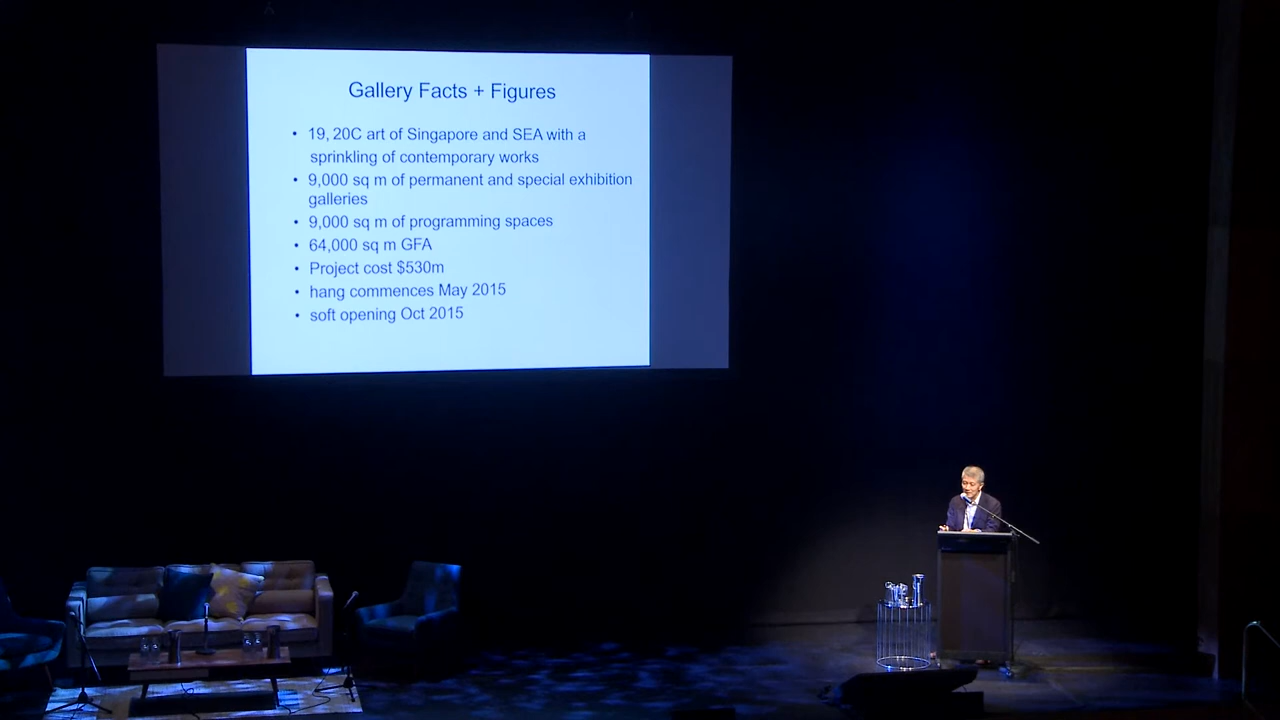 Gallery Facts + Figures
• 19, 20C art of Singapore and SEA with a
sprinkling of contemporary works
• 9,000 sq m of permanent and special exhibition
galleries
• 9,000 sq m of programming spaces
• 64,000 sq m GFA
• Project cost $530m
• hang commences May 2015
• soft opening Oct 2015